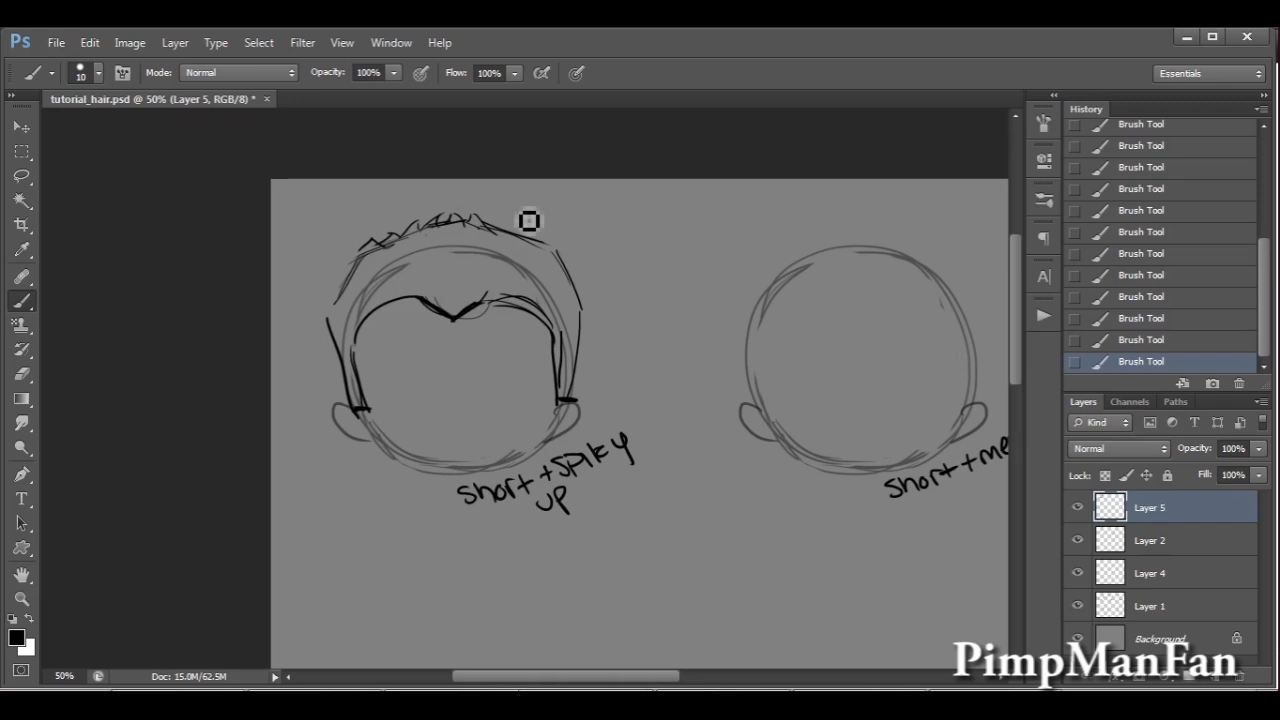 Ps File Edit Image Layer Type Select Filter View Window Help
10 Mode: Normal Opacity: 100% Flow: 100% Essentials
tutorial_hair.psd @ 50% (Layer 5, RGB/8) *
History
Brush Tool
Brush Tool
Brush Tool
Brush Tool
Brush Tool
Brush Tool
Brush Tool
Brush Tool
Brush Tool
Brush Tool
Brush Tool
Brush Tool
Layers Channels Paths
Kind
Normal Opacity: 100%
Lock: Fill: 100%
Layer 5
Layer 2
Layer 4
Layer 1
Background
short + spiky
up
short + me
PimpManFan
50% Doc: 15.0M/62.5M